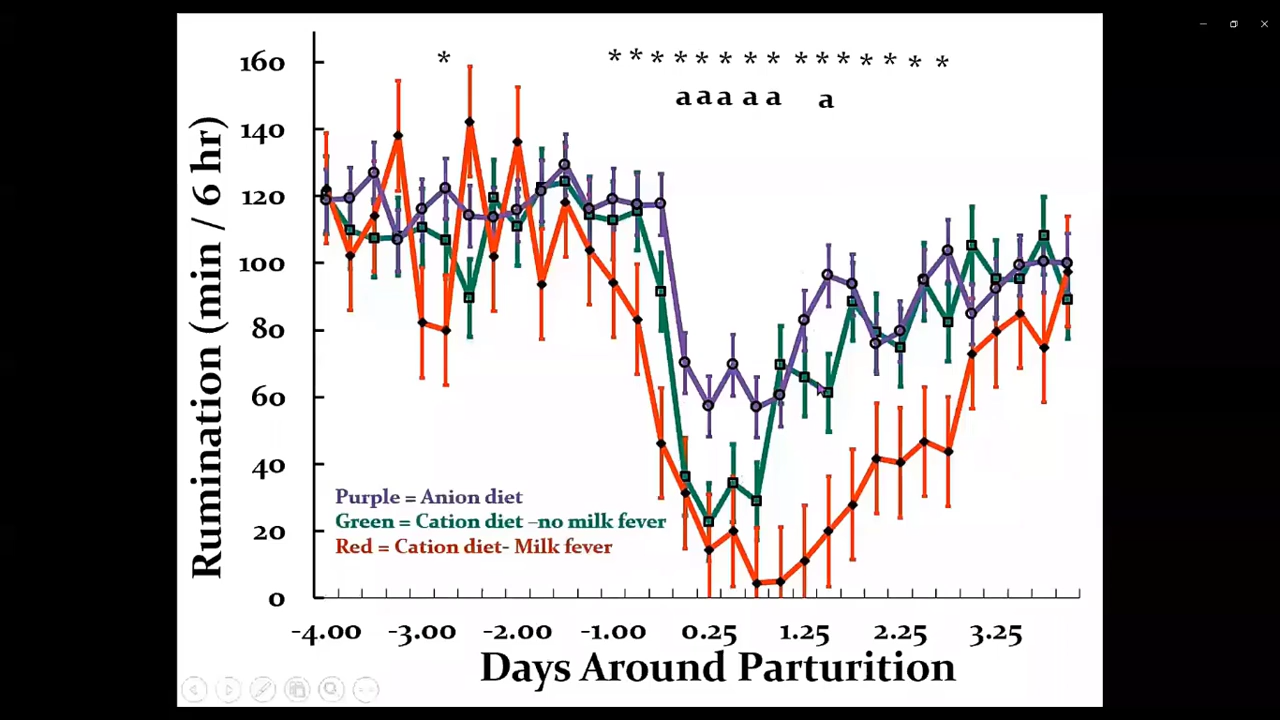 160
* * * * * * * * * * * * * * * *
a a a a a a
140
120
100
80
60
40
20
0
Rumination (min / 6 hr)
Purple = Anion diet
Green = Cation diet –no milk fever
Red = Cation diet- Milk fever
-4.00 -3.00 -2.00 -1.00 0.25 1.25 2.25 3.25
Days Around Parturition